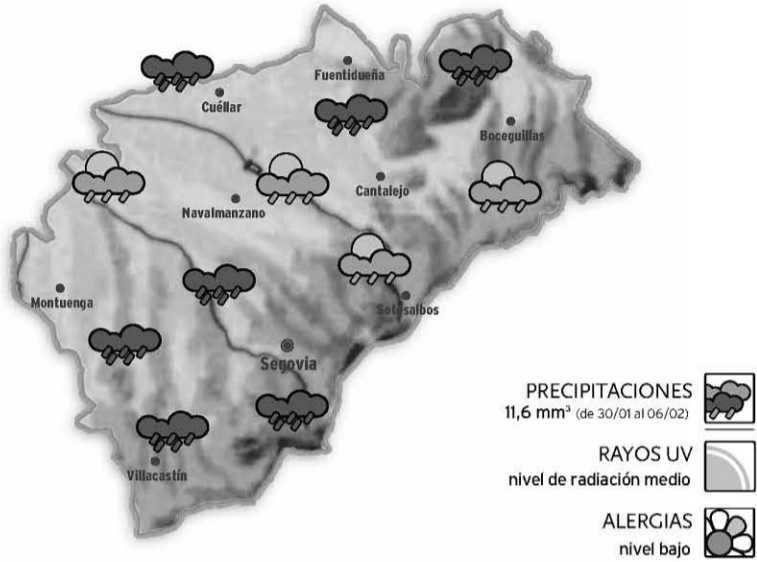 Fuentidueña
Cuéllar
Boceguillas
Cantalejo
Navalmanzano
Montuenga
Sotosalbos
Segovia
Villacastín
PRECIPITACIONES
11,6 mm³ (de 30/01 al 06/02)
RAYOS UV
nivel de radiación medio
ALERGIAS
nivel bajo